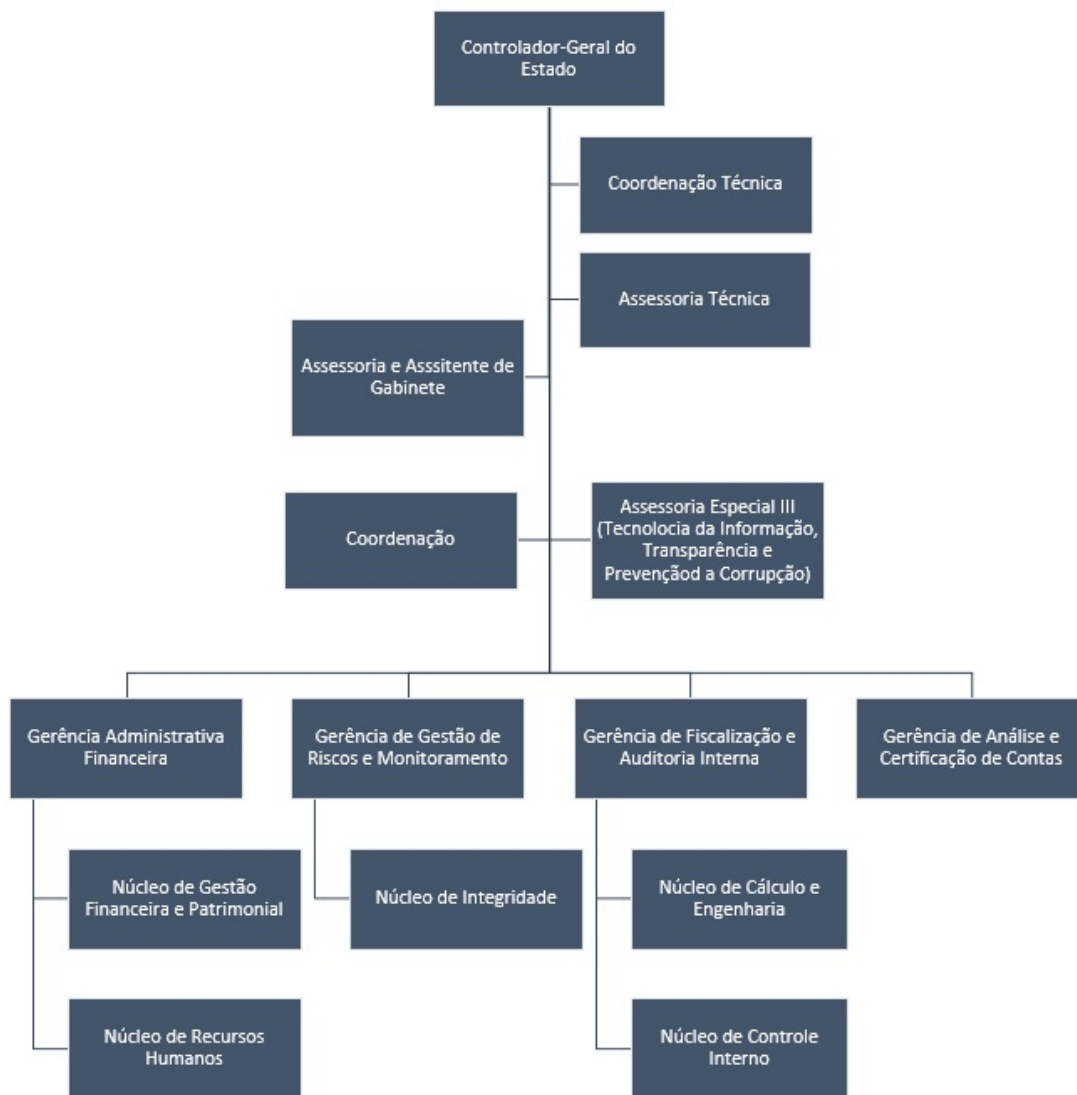 Controlador-Geral do
Estado
Coordenação Técnica
Assessoria Técnica
Assessoria e Asssitente de
Gabinete
Coordenação
Assessoria Especial III
(Tecnolocia da Informação,
Transparência e
Prevençãod a Corrupção)
Gerência Administrativa
Financeira
Gerência de Gestão de
Riscos e Monitoramento
Gerência de Fiscalização e
Auditoria Interna
Gerência de Análise e
Certificação de Contas
Núcleo de Gestão
Financeira e Patrimonial
Núcleo de Integridade
Núcleo de Cálculo e
Engenharia
Núcleo de Recursos
Humanos
Núcleo de Controle
Interno